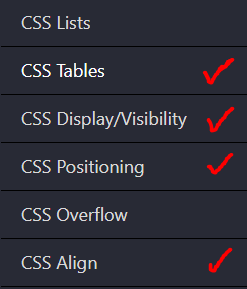 CSS Lists
CSS Tables
CSS Display/Visibility
CSS Positioning
CSS Overflow
CSS Align